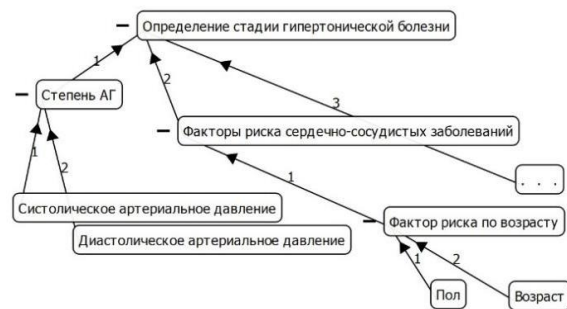 Определение стадии гипертонической болезни
1
2
3
Степень АГ
Факторы риска сердечно-сосудистых заболеваний
1
2
1
. . .
Систолическое артериальное давление
Фактор риска по возрасту
Диастолическое артериальное давление
1
2
Пол
Возраст